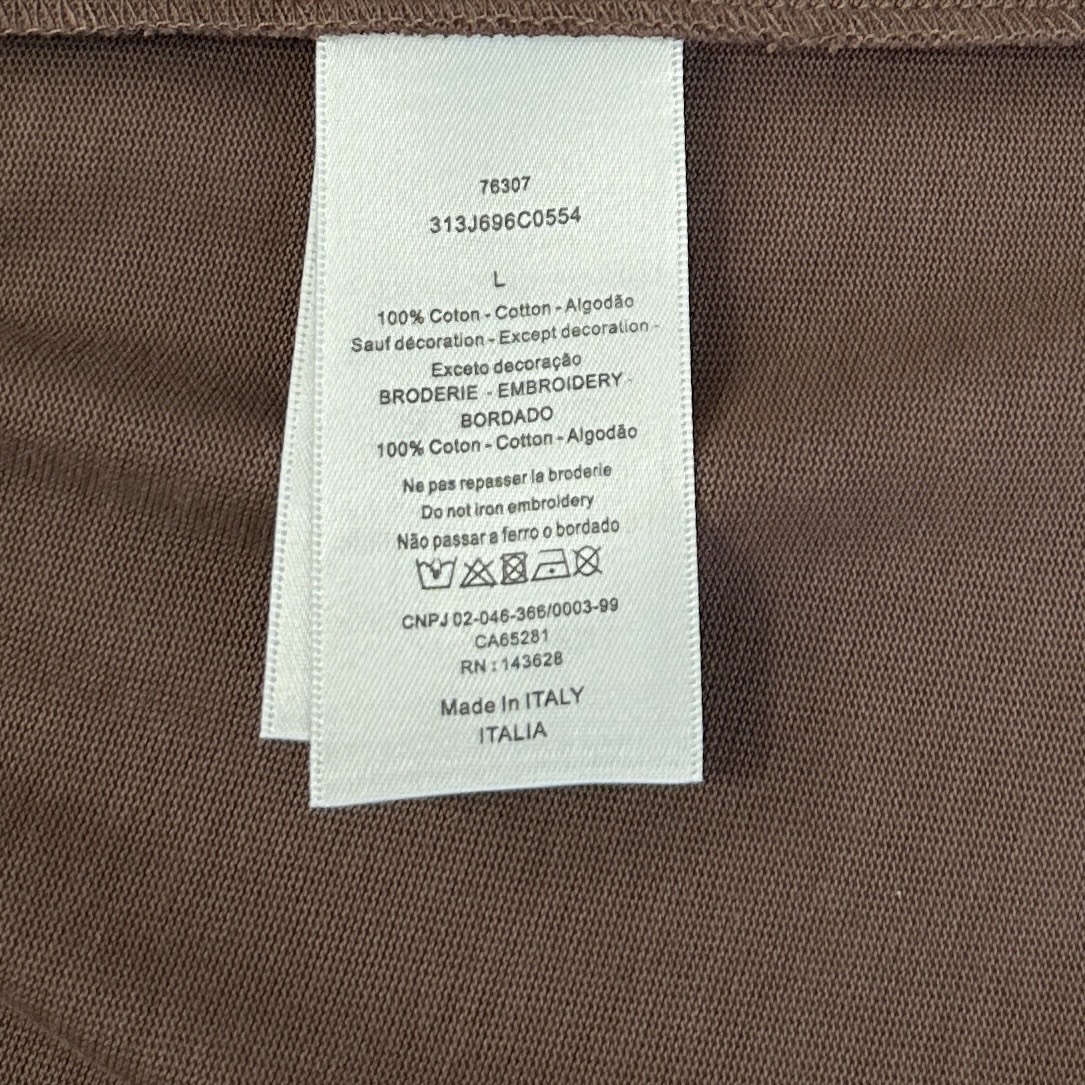 76307
313J696C0554
L
100% Coton - Cotton - Algodão
Sauf décoration - Except decoration -
Exceto decoração
BRODERIE - EMBROIDERY -
BORDADO
100% Coton - Cotton - Algodão
Ne pas repasser la broderie
Do not iron embroidery
Não passar a ferro o bordado
CNPJ 02-046-366/0003-99
CA65281
RN : 143628
Made In ITALY
ITALIA